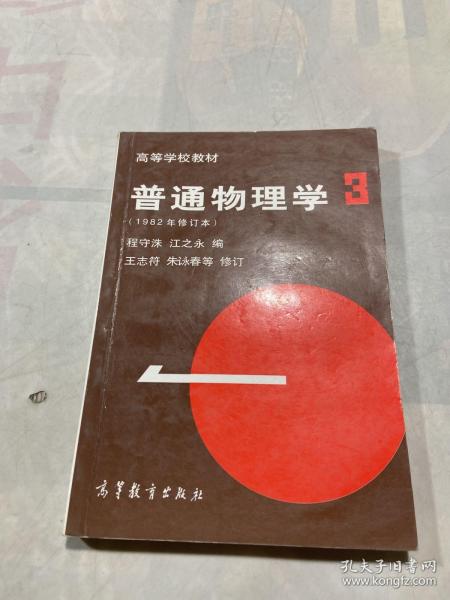 高等学校教材
普通物理学 3
(1982年修订本)
程守洙 江之永 编
王志符 朱泳春等 修订
高等教育出版社
孔夫子旧书网
www.kongfz.com